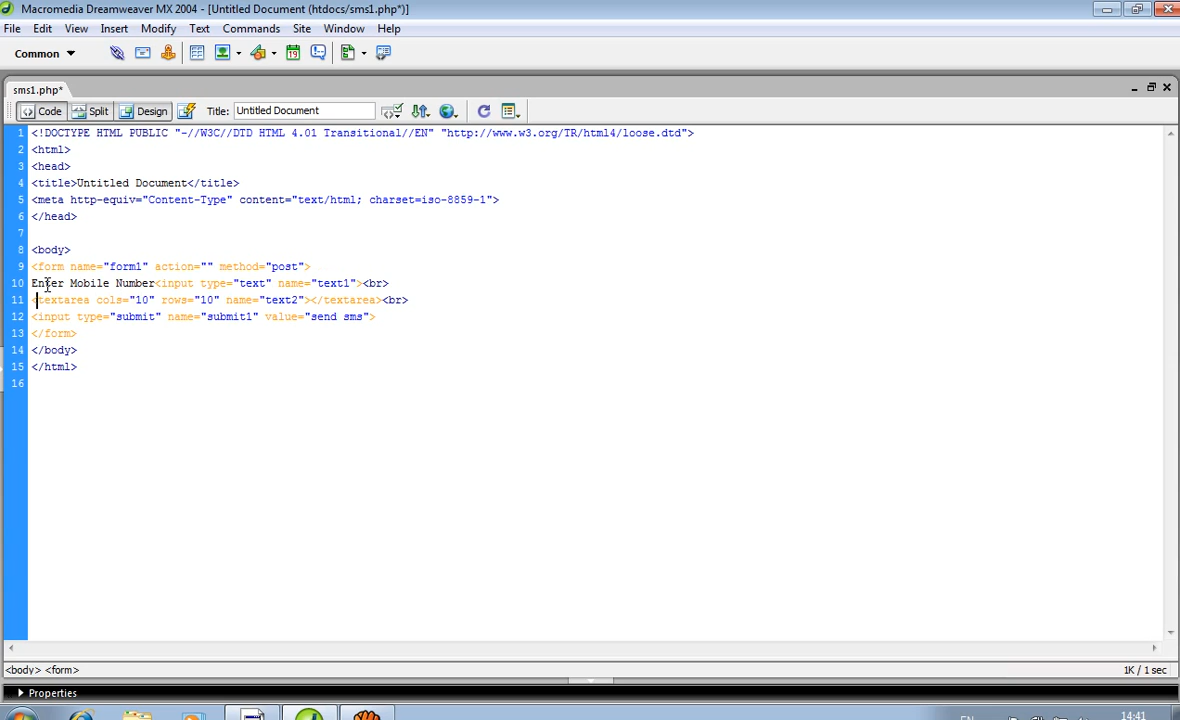 Macromedia Dreamweaver MX 2004 - [Untitled Document (htdocs/sms1.php*)]
File Edit View Insert Modify Text Commands Site Window Help
Common
19
sms1.php*
Code Split Design Title: Untitled Document
1 <!DOCTYPE HTML PUBLIC "-//W3C//DTD HTML 4.01 Transitional//EN" "http://www.w3.org/TR/html4/loose.dtd">
2 <html>
3 <head>
4 <title>Untitled Document</title>
5 <meta http-equiv="Content-Type" content="text/html; charset=iso-8859-1">
6 </head>
7
8 <body>
9 <form name="form1" action="" method="post">
10 Enter Mobile Number<input type="text" name="text1"><br>
11 <textarea cols="10" rows="10" name="text2"></textarea><br>
12 <input type="submit" name="submit1" value="send sms">
13 </form>
14 </body>
15 </html>
16
<body> <form> 1K / 1 sec
Properties
EN 14:41